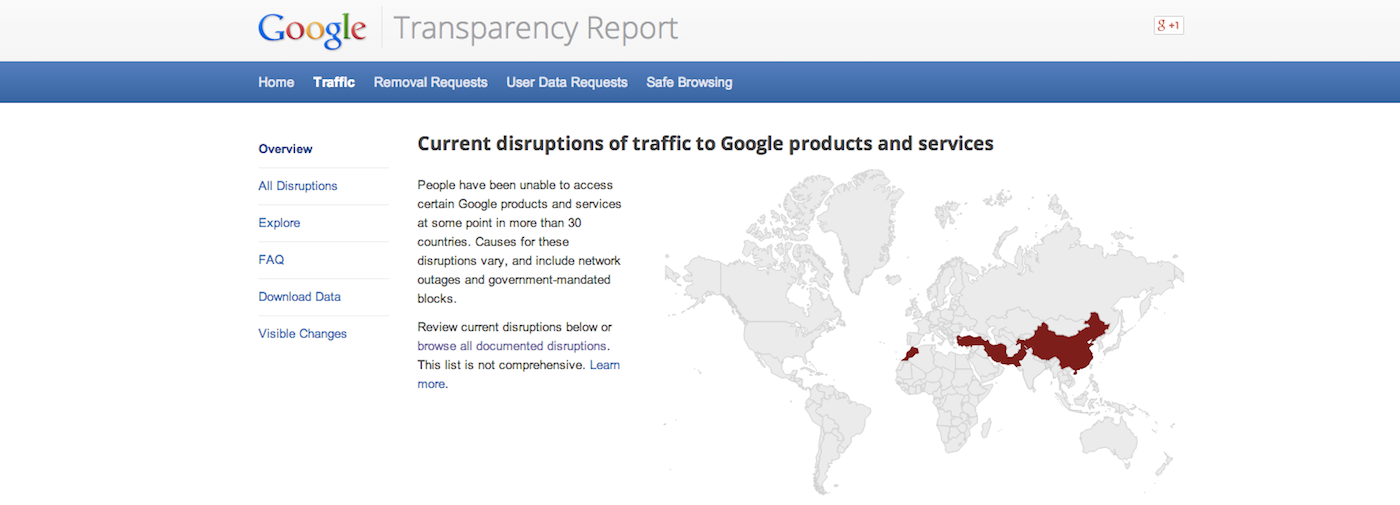 Google Transparency Report
g +1
Home Traffic Removal Requests User Data Requests Safe Browsing
Overview
All Disruptions
Explore
FAQ
Download Data
Visible Changes
Current disruptions of traffic to Google products and services
People have been unable to access
certain Google products and services
at some point in more than 30
countries. Causes for these
disruptions vary, and include network
outages and government-mandated
blocks.
Review current disruptions below or
browse all documented disruptions.
This list is not comprehensive. Learn
more.